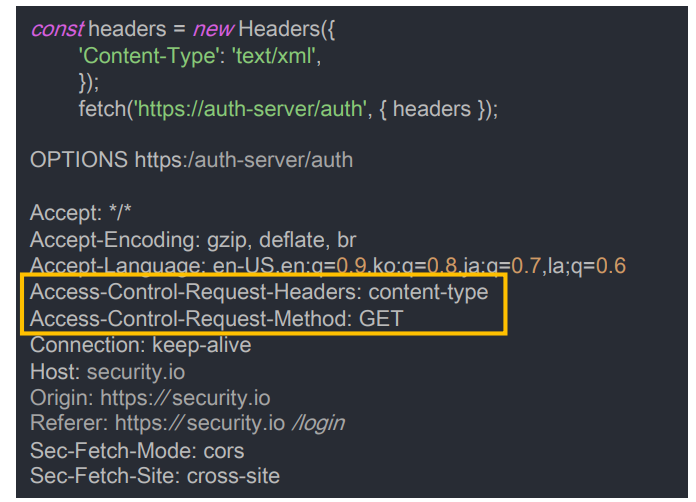 const headers = new Headers({
'Content-Type': 'text/xml',
});
fetch('https://auth-server/auth', { headers });
OPTIONS https:/auth-server/auth
Accept: */*
Accept-Encoding: gzip, deflate, br
Accept-Language: en-US,en;q=0.9,ko;q=0.8,ja;q=0.7,la;q=0.6
Access-Control-Request-Headers: content-type
Access-Control-Request-Method: GET
Connection: keep-alive
Host: security.io
Origin: https://security.io
Referer: https://security.io /login
Sec-Fetch-Mode: cors
Sec-Fetch-Site: cross-site